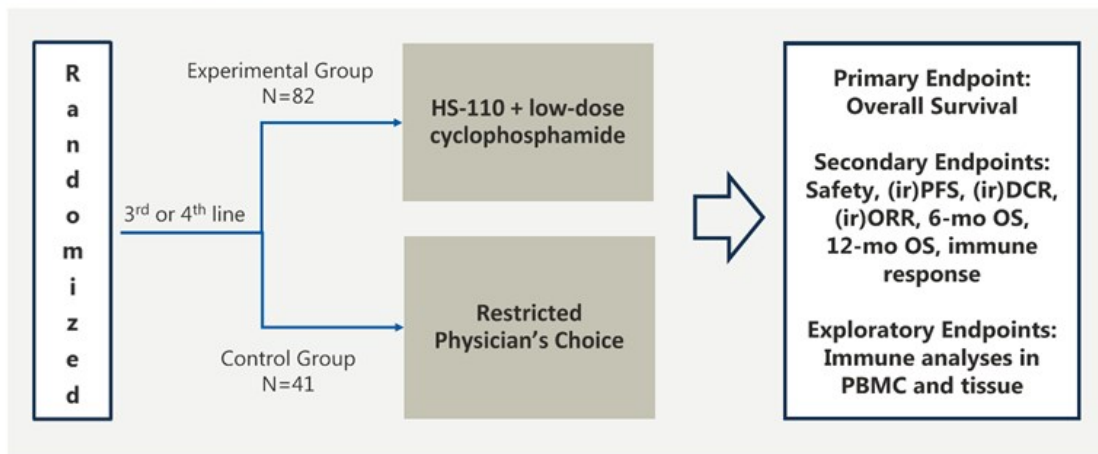 Randomized
3rd or 4th line
Experimental Group
N=82
HS-110 + low-dose
cyclophosphamide
Control Group
N=41
Restricted
Physician's Choice
Primary Endpoint:
Overall Survival
Secondary Endpoints:
Safety, (ir)PFS, (ir)DCR,
(ir)ORR, 6-mo OS,
12-mo OS, immune
response
Exploratory Endpoints:
Immune analyses in
PBMC and tissue